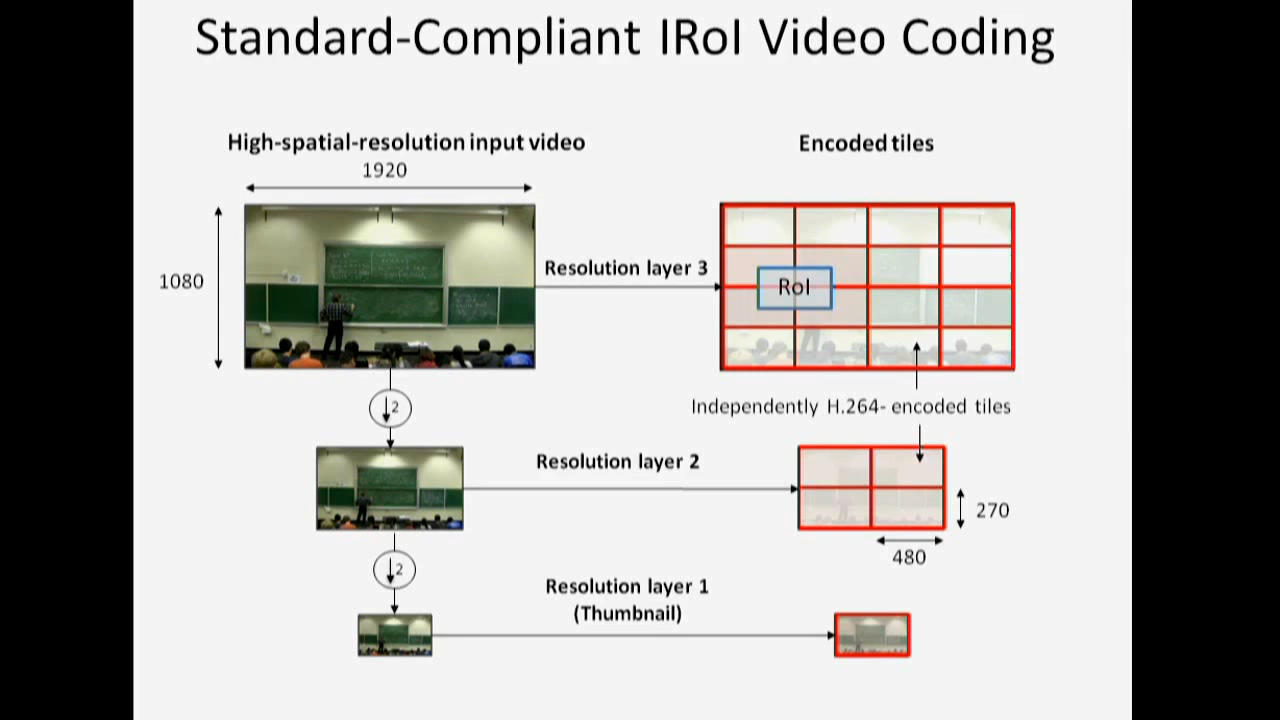 Standard-Compliant IRoI Video Coding
High-spatial-resolution input video
Encoded tiles
1920
1080
Resolution layer 3
RoI
2
Independently H.264- encoded tiles
Resolution layer 2
270
480
2
Resolution layer 1
(Thumbnail)